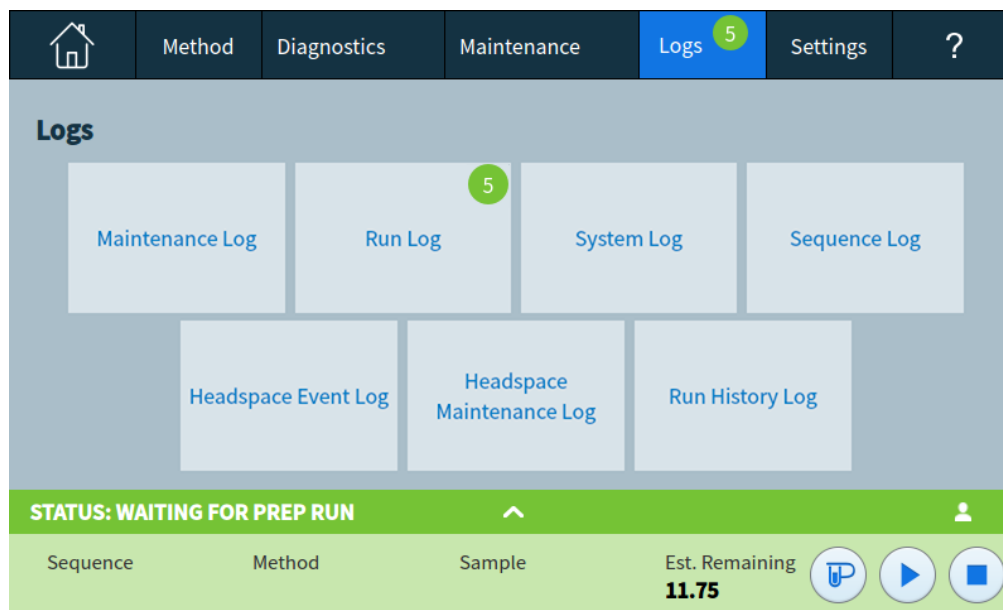 Method Diagnostics Maintenance Logs 5 Settings ?
Logs
5
Maintenance Log Run Log System Log Sequence Log
Headspace Event Log Headspace Maintenance Log Run History Log
STATUS: WAITING FOR PREP RUN
Sequence Method Sample Est. Remaining
11.75